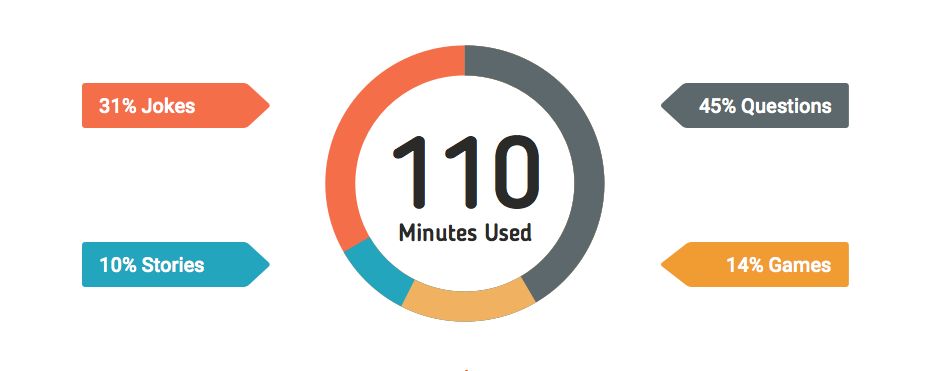 31% Jokes
45% Questions
110
Minutes Used
10% Stories
14% Games